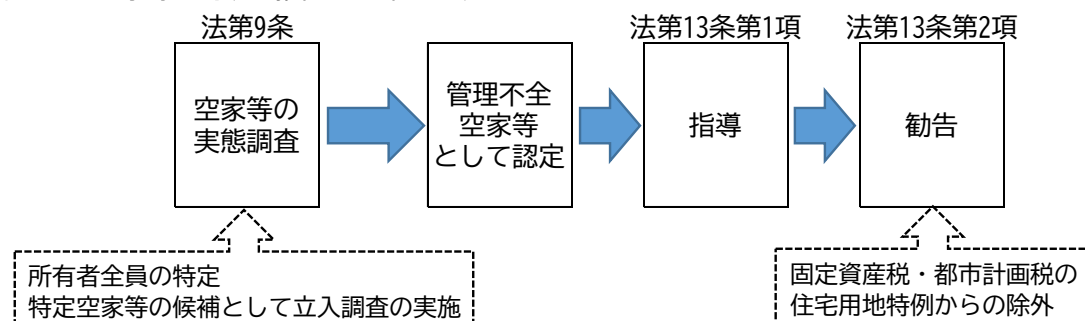 法第9条
空家等の
実態調査
管理不全
空家等
として認定
法第13条第1項
指導
法第13条第2項
勧告
所有者全員の特定
特定空家等の候補として立入調査の実施
固定資産税・都市計画税の
住宅用地特例からの除外